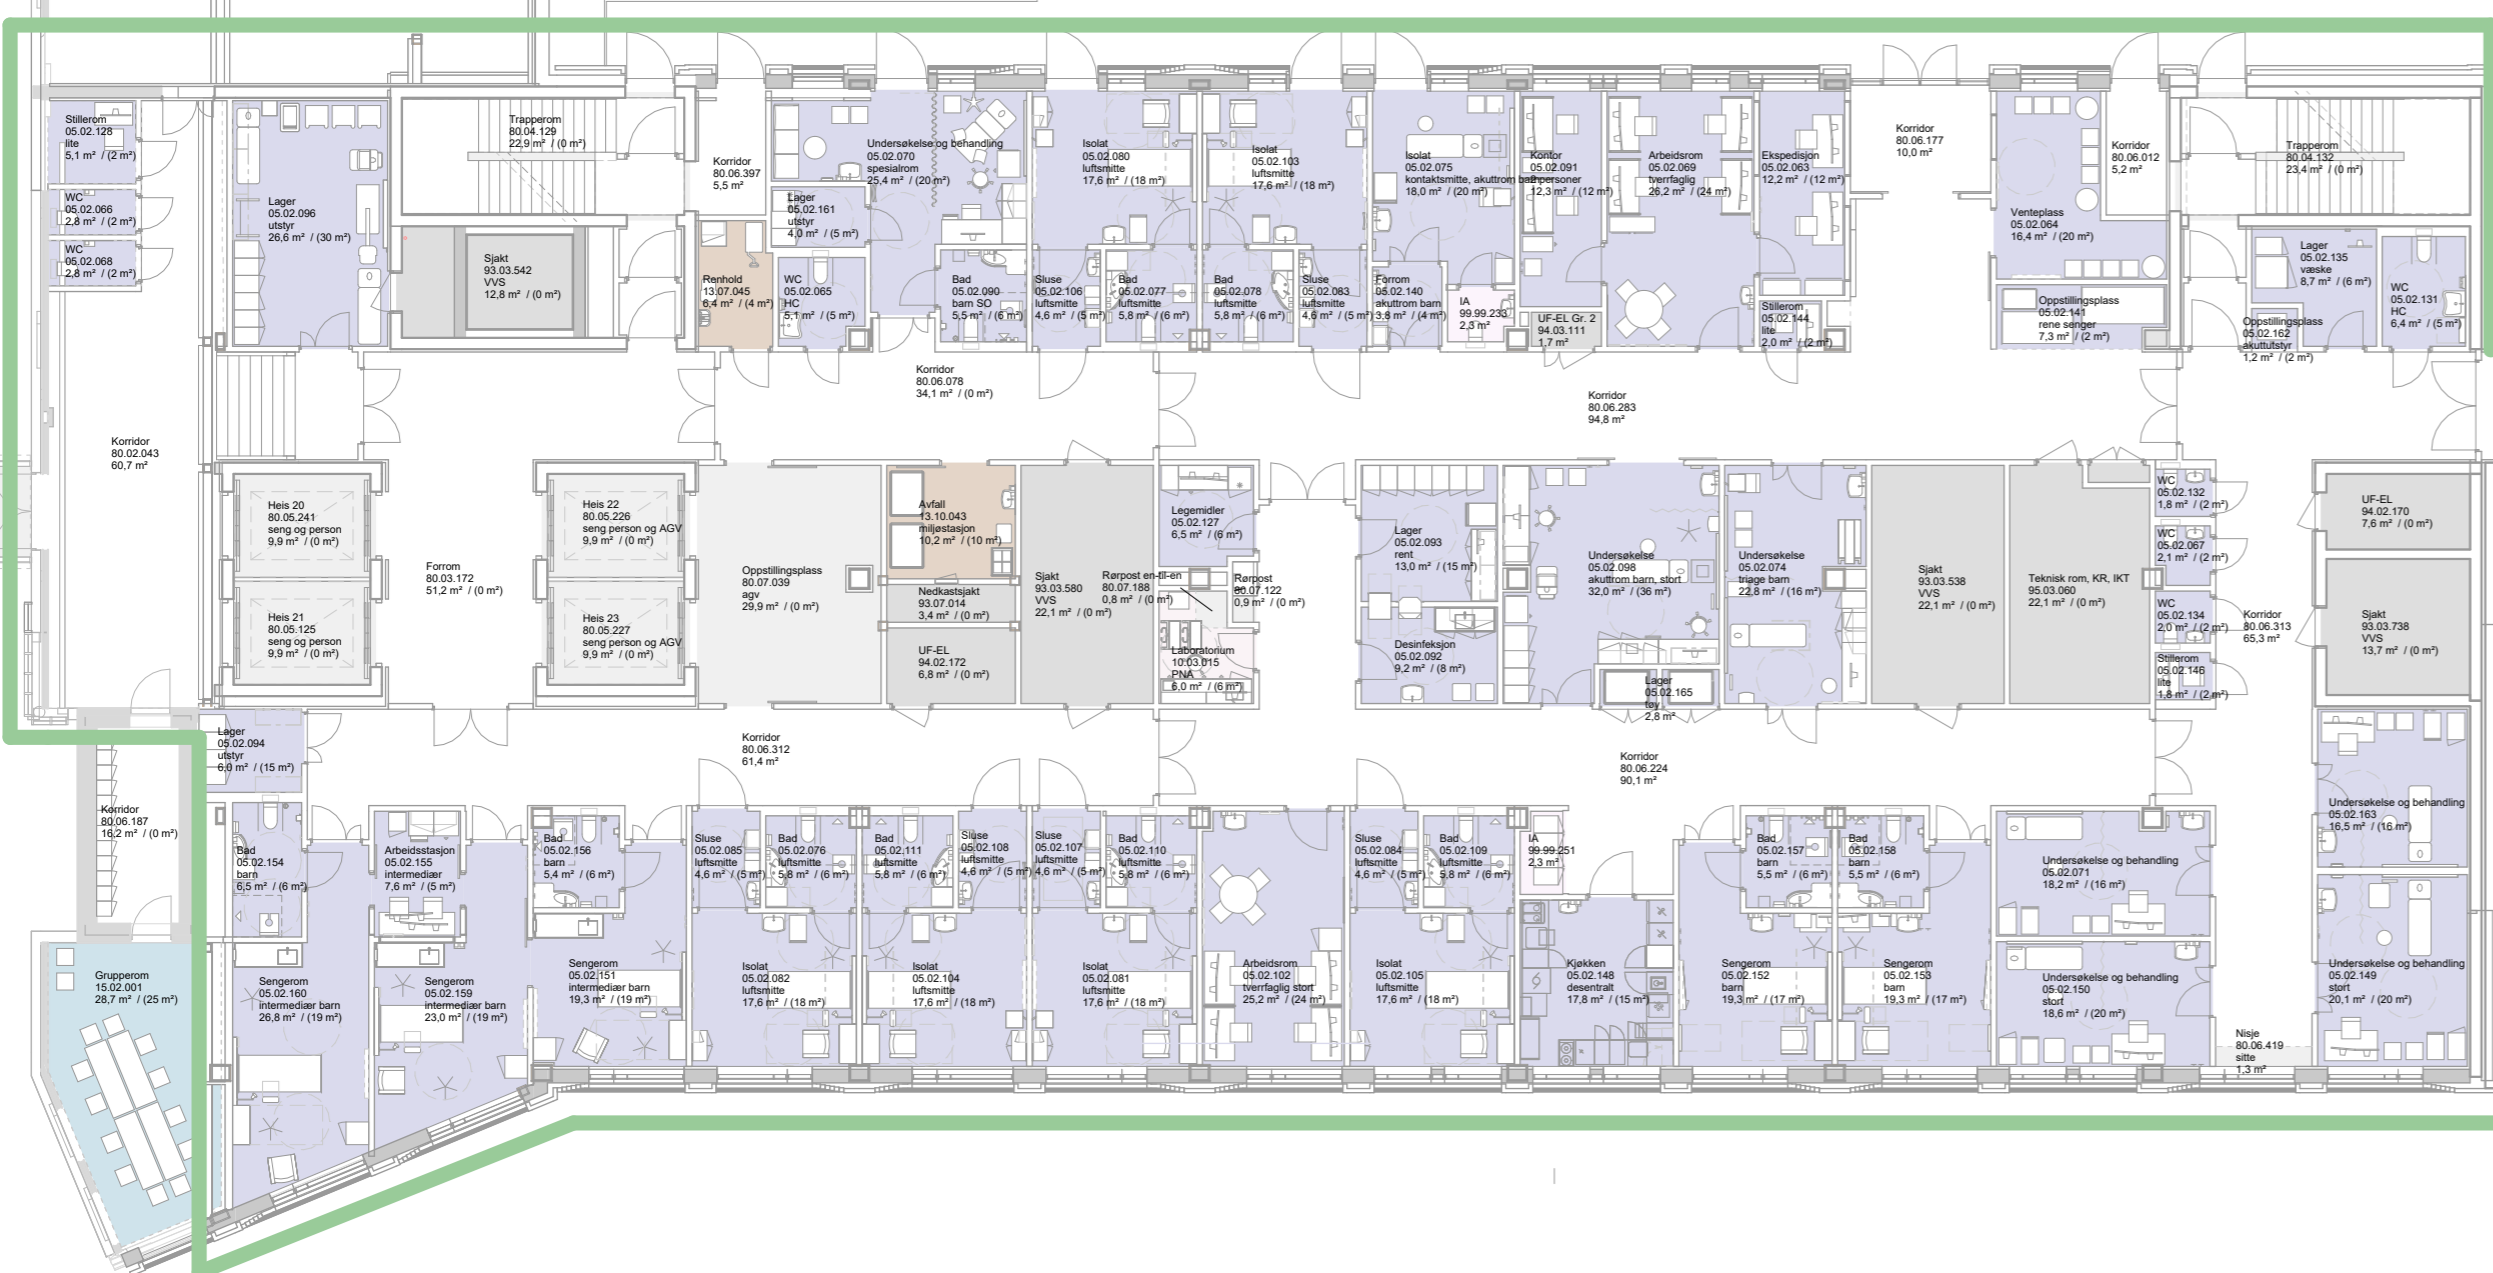 Stillerom
05.02.128
lite
5,1 m² / (2 m²)
WC
05.02.066
2,8 m² / (2 m²)
WC
05.02.068
2,8 m² / (2 m²)
Lager
05.02.096
utstyr
26,6 m² / (30 m²)
Trapperom
80.04.129
22,9 m² / (0 m²)
Sjakt
93.03.542
VVS
12,8 m² / (0 m²)
Korridor
80.06.397
5,5 m²
Renhold
13.07.045
6,4 m² / (4 m²)
Undersøkelse og behandling
05.02.070
spesialrom
25,4 m² / (20 m²)
Lager
05.02.161
utstyr
4,0 m² / (5 m²)
WC
05.02.065
HC
5,1 m² / (5 m²)
Bad
05.02.090
barn SO
5,5 m² / (6 m²)
Isolat
05.02.080
luftsmitte
17,6 m² / (18 m²)
Sluse
05.02.106
luftsmitte
4,6 m² / (5 m²)
Bad
05.02.077
luftsmitte
5,8 m² / (6 m²)
Isolat
05.02.103
luftsmitte
17,6 m² / (18 m²)
Bad
05.02.078
luftsmitte
5,8 m² / (6 m²)
Sluse
05.02.083
luftsmitte
4,6 m² / (5 m²)
Isolat
05.02.075
kontaktsmitte, akuttrom barn
18,0 m² / (20 m²)
Forrom
05.02.140
akuttrom barn
3,8 m² / (4 m²)
IA
99.99.233
2,3 m²
Kontor
05.02.091
2 personer
12,3 m² / (12 m²)
UF-EL Gr. 2
94.03.111
1,7 m²
Arbeidsrom
05.02.069
tverrfaglig
26,2 m² / (24 m²)
Ekspedisjon
05.02.063
12,2 m² / (12 m²)
Stillerom
05.02.144
lite
2,0 m² / (2 m²)
Korridor
80.06.177
10,0 m²
Venteplass
05.02.064
16,4 m² / (20 m²)
Korridor
80.06.012
5,2 m²
Oppstillingsplass
05.02.141
rene senger
7,3 m² / (2 m²)
Trapperom
80.04.132
23,4 m² / (0 m²)
Lager
05.02.135
væske
8,7 m² / (6 m²)
WC
05.02.131
HC
6,4 m² / (5 m²)
Oppstillingsplass
05.02.162
akuttutstyr
1,2 m² / (2 m²)
Korridor
80.02.043
60,7 m²
Korridor
80.06.078
34,1 m² / (0 m²)
Korridor
80.06.283
94,8 m²
Heis 20
80.05.241
seng og person
9,9 m² / (0 m²)
Heis 21
80.05.125
seng og person
9,9 m² / (0 m²)
Forrom
80.03.172
51,2 m² / (0 m²)
Heis 22
80.05.226
seng person og AGV
9,9 m² / (0 m²)
Heis 23
80.05.227
seng person og AGV
9,9 m² / (0 m²)
Oppstillingsplass
80.07.039
agv
29,9 m² / (0 m²)
Avfall
13.10.043
miljøstasjon
10,2 m² / (10 m²)
Nedkastsjakt
93.07.014
3,4 m² / (0 m²)
UF-EL
94.02.172
6,8 m² / (0 m²)
Sjakt
93.03.580
VVS
22,1 m² / (0 m²)
Rørpost en-til-en
80.07.188
0,8 m² / (0 m²)
Legemidler
05.02.127
6,5 m² / (6 m²)
Rørpost
80.07.122
0,9 m² / (0 m²)
Laboratorium
10.03.015
PNA
6,0 m² / (6 m²)
Lager
05.02.093
rent
13,0 m² / (15 m²)
Desinfeksjon
05.02.092
9,2 m² / (8 m²)
Undersøkelse
05.02.098
akuttrom barn, stort
32,0 m² / (36 m²)
Lager
05.02.165
tøy
2,8 m²
Undersøkelse
05.02.074
triage barn
22,8 m² / (16 m²)
Sjakt
93.03.538
VVS
22,1 m² / (0 m²)
Teknisk rom, KR, IKT
95.03.060
22,1 m² / (0 m²)
WC
05.02.132
1,8 m² / (2 m²)
WC
05.02.067
2,1 m² / (2 m²)
WC
05.02.134
2,0 m² / (2 m²)
Stillerom
05.02.146
lite
1,8 m² / (2 m²)
Korridor
80.06.313
65,3 m²
UF-EL
94.02.170
7,6 m² / (0 m²)
Sjakt
93.03.738
VVS
13,7 m² / (0 m²)
Lager
05.02.094
utstyr
6,0 m² / (15 m²)
Korridor
80.06.187
16,2 m² / (0 m²)
Korridor
80.06.312
61,4 m²
Korridor
80.06.224
90,1 m²
Bad
05.02.154
barn
6,5 m² / (6 m²)
Arbeidsstasjon
05.02.155
intermediær
7,6 m² / (5 m²)
Bad
05.02.156
barn
5,4 m² / (6 m²)
Sluse
05.02.085
luftsmitte
4,6 m² / (5 m²)
Bad
05.02.076
luftsmitte
5,8 m² / (6 m²)
Bad
05.02.111
luftsmitte
5,8 m² / (6 m²)
Sluse
05.02.108
luftsmitte
4,6 m² / (5 m²)
Sluse
05.02.107
luftsmitte
4,6 m² / (5 m²)
Bad
05.02.110
luftsmitte
5,8 m² / (6 m²)
Sluse
05.02.084
luftsmitte
4,6 m² / (5 m²)
Bad
05.02.109
luftsmitte
5,8 m² / (6 m²)
IA
99.99.251
2,3 m²
Bad
05.02.157
barn
5,5 m² / (6 m²)
Bad
05.02.158
barn
5,5 m² / (6 m²)
Undersøkelse og behandling
05.02.071
18,2 m² / (16 m²)
Undersøkelse og behandling
05.02.163
16,5 m² / (16 m²)
Grupperom
15.02.001
28,7 m² / (25 m²)
Sengerom
05.02.160
intermediær barn
26,8 m² / (19 m²)
Sengerom
05.02.159
intermediær barn
23,0 m² / (19 m²)
Sengerom
05.02.151
intermediær barn
19,3 m² / (19 m²)
Isolat
05.02.082
luftsmitte
17,6 m² / (18 m²)
Isolat
05.02.104
luftsmitte
17,6 m² / (18 m²)
Isolat
05.02.081
luftsmitte
17,6 m² / (18 m²)
Arbeidsrom
05.02.102
tverrfaglig stort
25,2 m² / (24 m²)
Isolat
05.02.105
luftsmitte
17,6 m² / (18 m²)
Kjøkken
05.02.148
desentralt
17,8 m² / (15 m²)
Sengerom
05.02.152
barn
19,3 m² / (17 m²)
Sengerom
05.02.153
barn
19,3 m² / (17 m²)
Undersøkelse og behandling
05.02.150
stort
18,6 m² / (20 m²)
Undersøkelse og behandling
05.02.149
stort
20,1 m² / (20 m²)
Nisje
80.06.419
sitte
1,3 m²